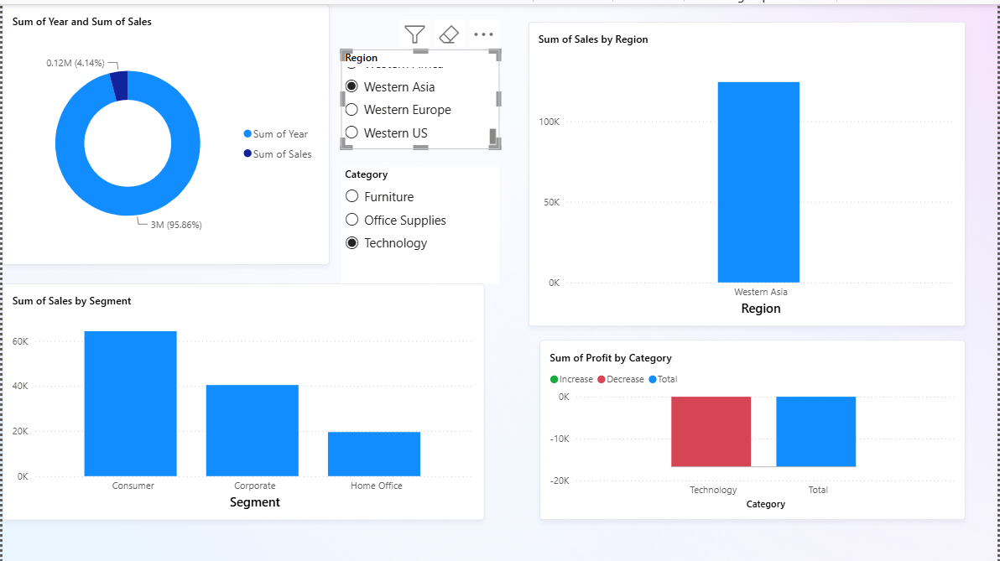 Sum of Year and Sum of Sales
0.12M (4.14%)
3M (95.86%)
Sum of Year
Sum of Sales
Region
Western Asia
Western Europe
Western US
Category
Furniture
Office Supplies
Technology
Sum of Sales by Region
100K
50K
0K
Western Asia
Region
Sum of Sales by Segment
60K
40K
20K
0K
Consumer Corporate Home Office
Segment
Sum of Profit by Category
Increase Decrease Total
0K
-10K
-20K
Technology Total
Category